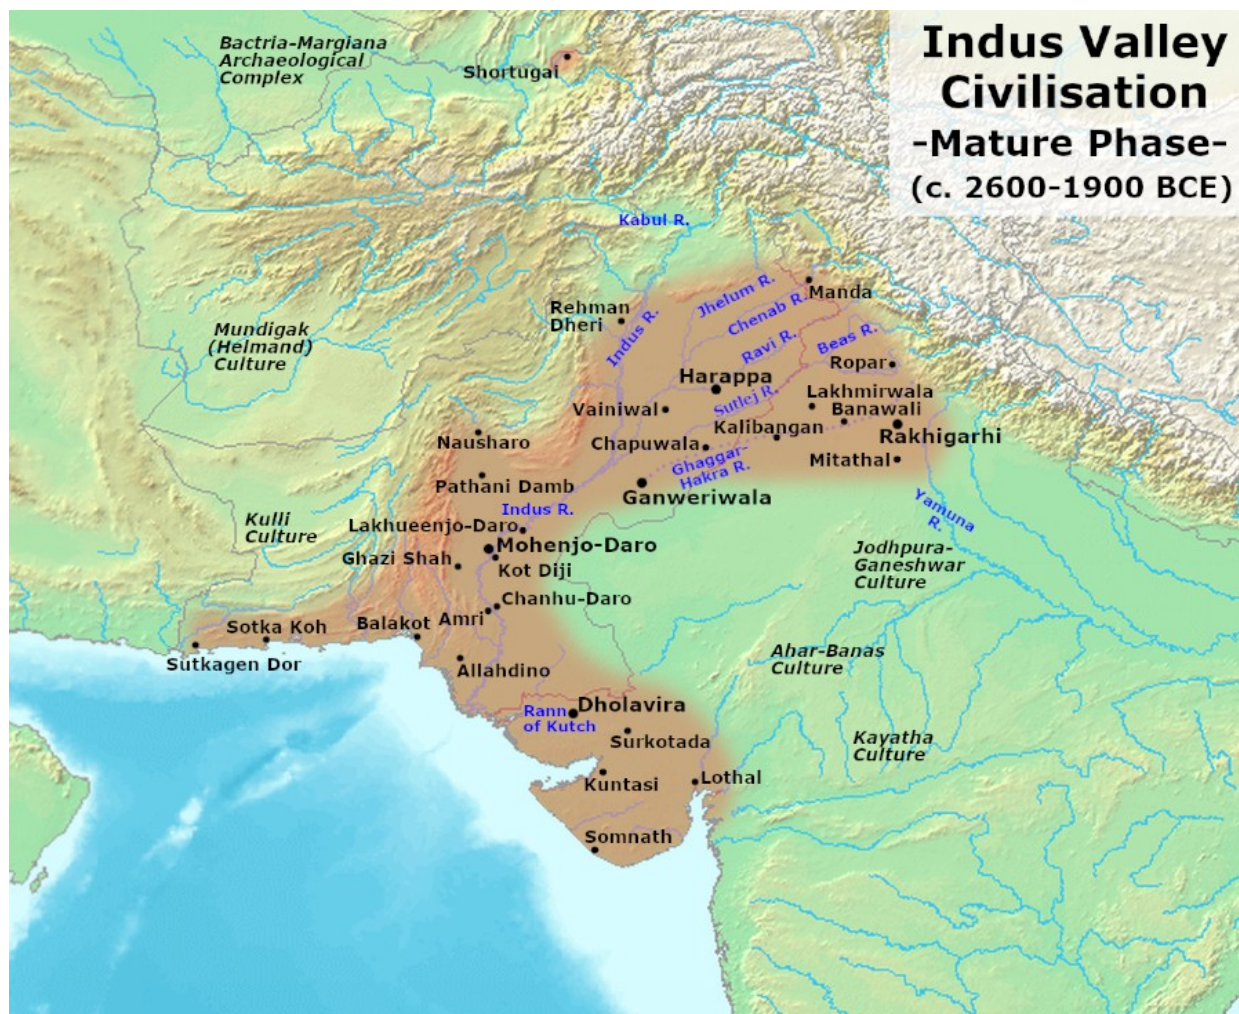 Indus Valley
Civilisation
-Mature Phase-
(c. 2600-1900 BCE)
Bactria-Margiana
Archaeological
Complex
Shortugai
Kabul R.
Manda
Jhelum R.
Rehman
Dheri
Indus R.
Chenab R.
Mundigak
(Helmand)
Culture
Ravi R.
Beas R.
Ropar
Harappa
Lakhmirwala
Sutlej R.
Vainiwal
Banawali
Kalibangan
Rakhigarhi
Nausharo
Chapuwala
Mitathal
Ghaggar-
Hakra R.
Pathani Damb
Ganweriwala
Indus R.
Yamuna
R.
Kulli
Culture
Lakhueenjo-Daro
Mohenjo-Daro
Ghazi Shah
Kot Diji
Jodhpura-
Ganeshwar
Culture
Chanhu-Daro
Amri
Sotka Koh
Balakot
Sutkagen Dor
Allahdino
Ahar-Banas
Culture
Dholavira
Rann
of Kutch
Surkotada
Kayatha
Culture
Kuntasi
Lothal
Somnath